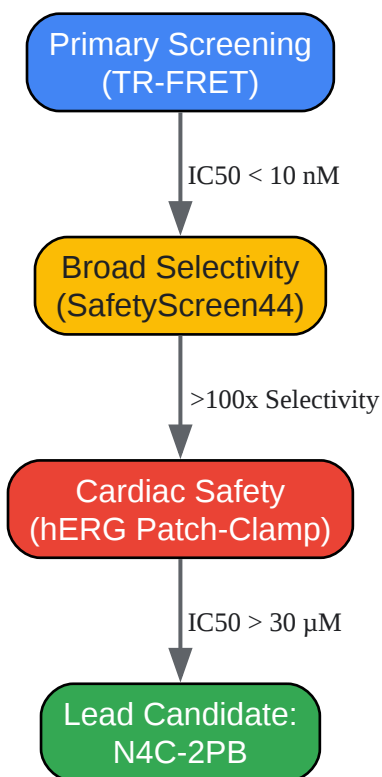 Primary Screening
(TR-FRET)
IC50 < 10 nM
Broad Selectivity
(SafetyScreen44)
>100x Selectivity
Cardiac Safety
(hERG Patch-Clamp)
IC50 > 30 µM
Lead Candidate:
N4C-2PB